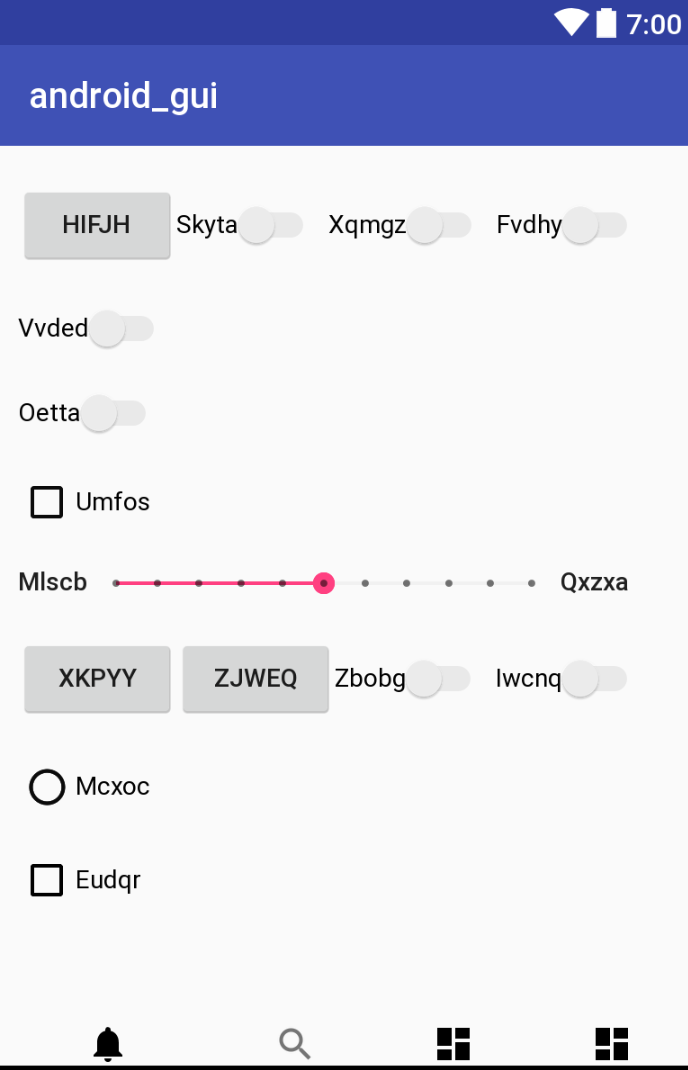 7:00
android_gui
HIFJH Skyta Xqmgz Fvdhy
Vvded
Oetta
Umfos
Mlscb Qxzxa
XKPYY ZJWEQ Zbobg Iwcnq
Mcxoc
Eudqr